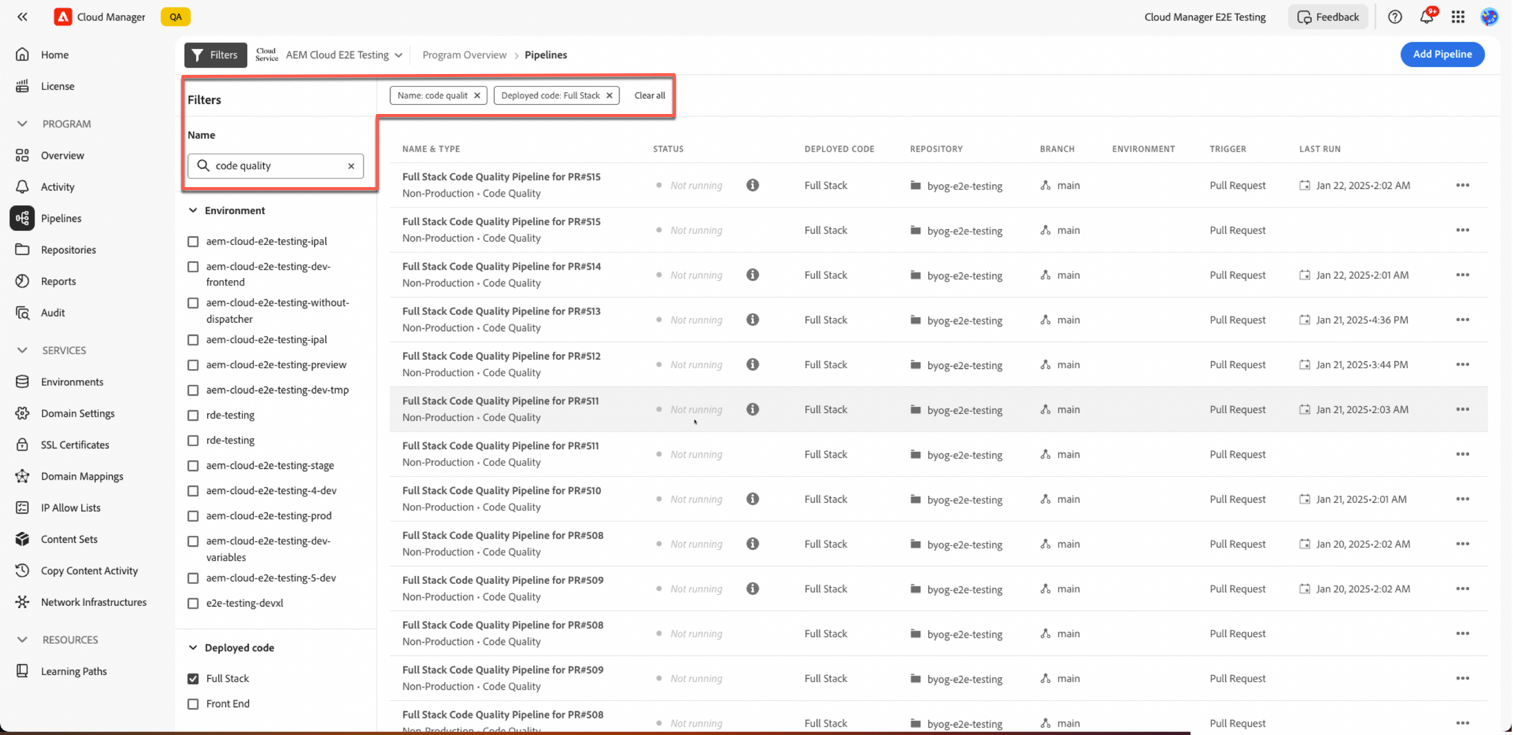 Cloud Manager QA Cloud Manager E2E Testing Feedback 9+
Home
License
PROGRAM
Overview
Activity
Pipelines
Repositories
Reports
Audit
SERVICES
Environments
Domain Settings
SSL Certificates
Domain Mappings
IP Allow Lists
Content Sets
Copy Content Activity
Network Infrastructures
RESOURCES
Learning Paths
Filters Cloud Service AEM Cloud E2E Testing Program Overview Pipelines Add Pipeline
Filters
Name
code quality
Environment
aem-cloud-e2e-testing-ipal
aem-cloud-e2e-testing-dev-
frontend
aem-cloud-e2e-testing-without-
dispatcher
aem-cloud-e2e-testing-ipal
aem-cloud-e2e-testing-preview
aem-cloud-e2e-testing-dev-tmp
rde-testing
rde-testing
aem-cloud-e2e-testing-stage
aem-cloud-e2e-testing-4-dev
aem-cloud-e2e-testing-prod
aem-cloud-e2e-testing-dev-
variables
aem-cloud-e2e-testing-5-dev
e2e-testing-devxl
Deployed code
Full Stack
Front End
Name: code qualit Deployed code: Full Stack Clear all
NAME & TYPE STATUS DEPLOYED CODE REPOSITORY BRANCH ENVIRONMENT TRIGGER LAST RUN
Full Stack Code Quality Pipeline for PR#515
Non-Production • Code Quality Not running Full Stack byog-e2e-testing main Pull Request Jan 22, 2025•2:02 AM
Full Stack Code Quality Pipeline for PR#515
Non-Production • Code Quality Not running Full Stack byog-e2e-testing main Pull Request
Full Stack Code Quality Pipeline for PR#514
Non-Production • Code Quality Not running Full Stack byog-e2e-testing main Pull Request Jan 22, 2025•2:01 AM
Full Stack Code Quality Pipeline for PR#513
Non-Production • Code Quality Not running Full Stack byog-e2e-testing main Pull Request Jan 21, 2025•4:36 PM
Full Stack Code Quality Pipeline for PR#512
Non-Production • Code Quality Not running Full Stack byog-e2e-testing main Pull Request Jan 21, 2025•3:44 PM
Full Stack Code Quality Pipeline for PR#511
Non-Production • Code Quality Not running Full Stack byog-e2e-testing main Pull Request Jan 21, 2025•2:03 AM
Full Stack Code Quality Pipeline for PR#511
Non-Production • Code Quality Not running Full Stack byog-e2e-testing main Pull Request
Full Stack Code Quality Pipeline for PR#510
Non-Production • Code Quality Not running Full Stack byog-e2e-testing main Pull Request Jan 21, 2025•2:01 AM
Full Stack Code Quality Pipeline for PR#508
Non-Production • Code Quality Not running Full Stack byog-e2e-testing main Pull Request Jan 20, 2025•2:02 AM
Full Stack Code Quality Pipeline for PR#509
Non-Production • Code Quality Not running Full Stack byog-e2e-testing main Pull Request Jan 20, 2025•2:02 AM
Full Stack Code Quality Pipeline for PR#508
Non-Production • Code Quality Not running Full Stack byog-e2e-testing main Pull Request
Full Stack Code Quality Pipeline for PR#509
Non-Production • Code Quality Not running Full Stack byog-e2e-testing main Pull Request
Full Stack Code Quality Pipeline for PR#508
Non-Production • Code Quality Not running Full Stack byog-e2e-testing main Pull Request